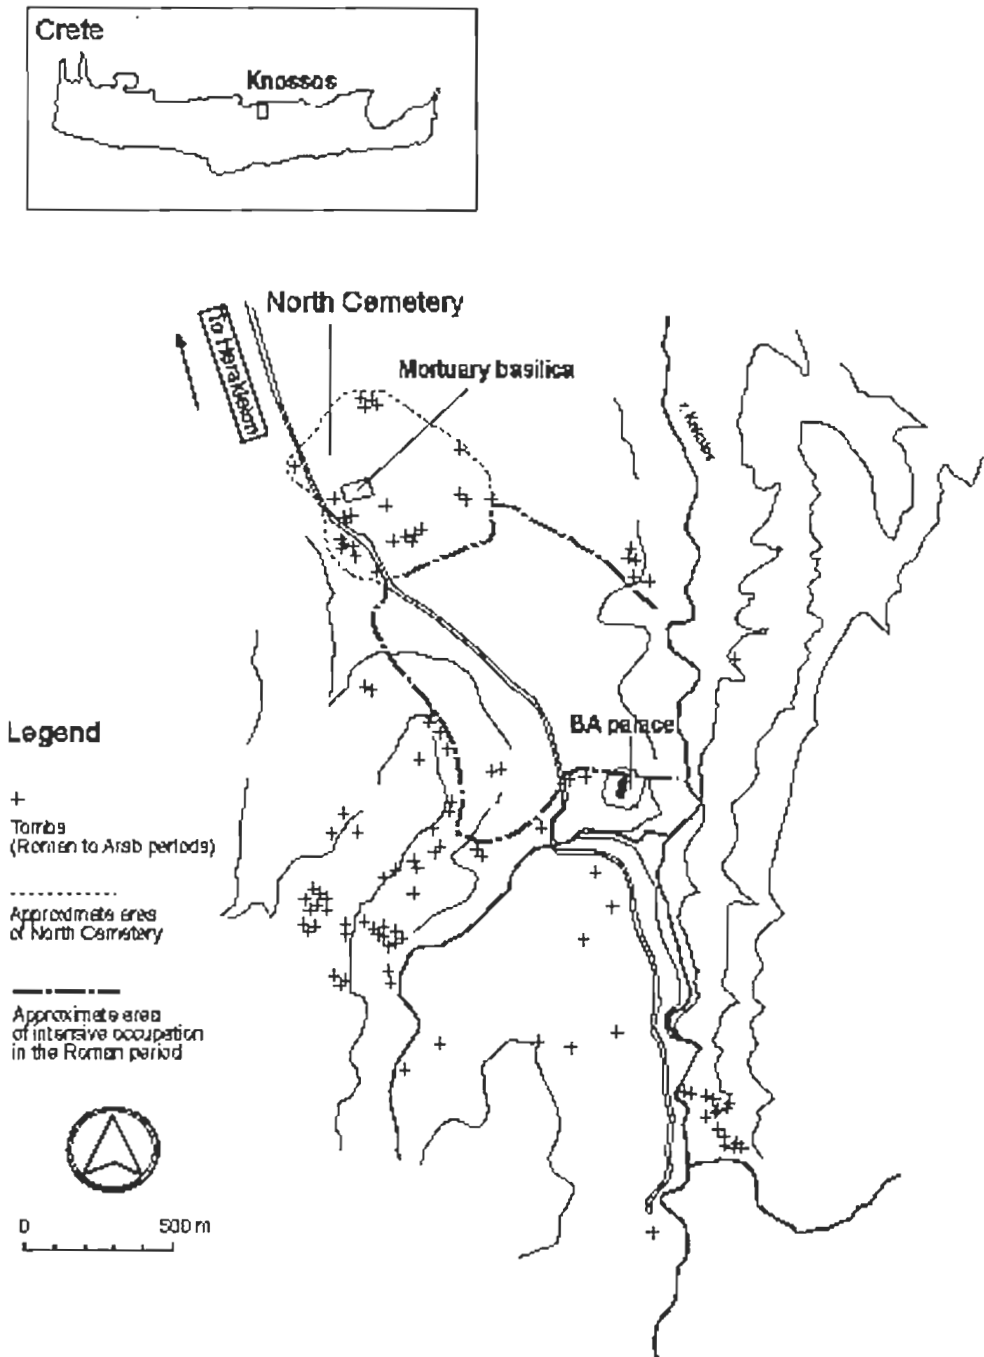 Crete
Knossos
North Cemetery
To Herakleion
Mortuary basilica
BA palace
Legend
Tombs
(Roman to Arab periods)
Approximate area
of North Cemetery
Approximate area
of intensive occupation
in the Roman period
0 500 m